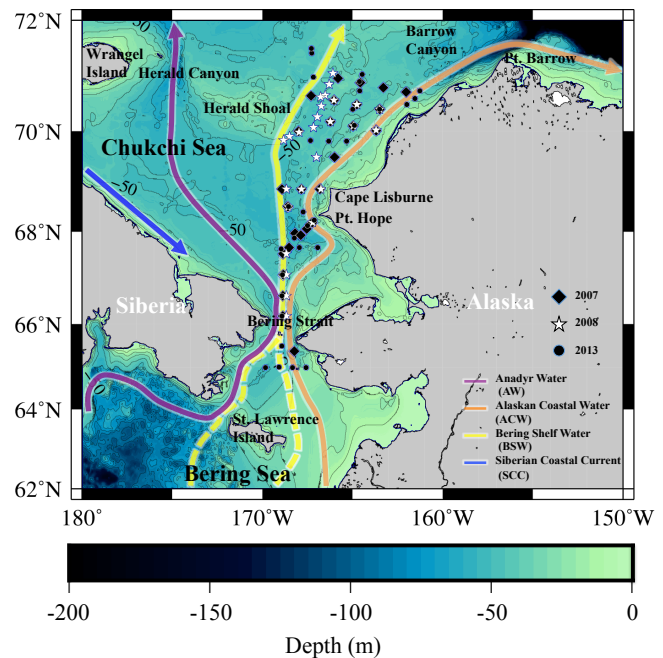 72°N
70°N
68°N
66°N
64°N
62°N
180°
170°W
160°W
150°W
Wrangel
Island
Herald Canyon
Barrow
Canyon
Pt. Barrow
Herald Shoal
Chukchi Sea
-50
-50
-50
Cape Lisburne
Pt. Hope
Siberia
Alaska
Bering Strait
St. Lawrence
Island
Bering Sea
2007
2008
2013
Anadyr Water
(AW)
Alaskan Coastal Water
(ACW)
Bering Shelf Water
(BSW)
Siberian Coastal Current
(SCC)
-200
-150
-100
-50
0
Depth (m)